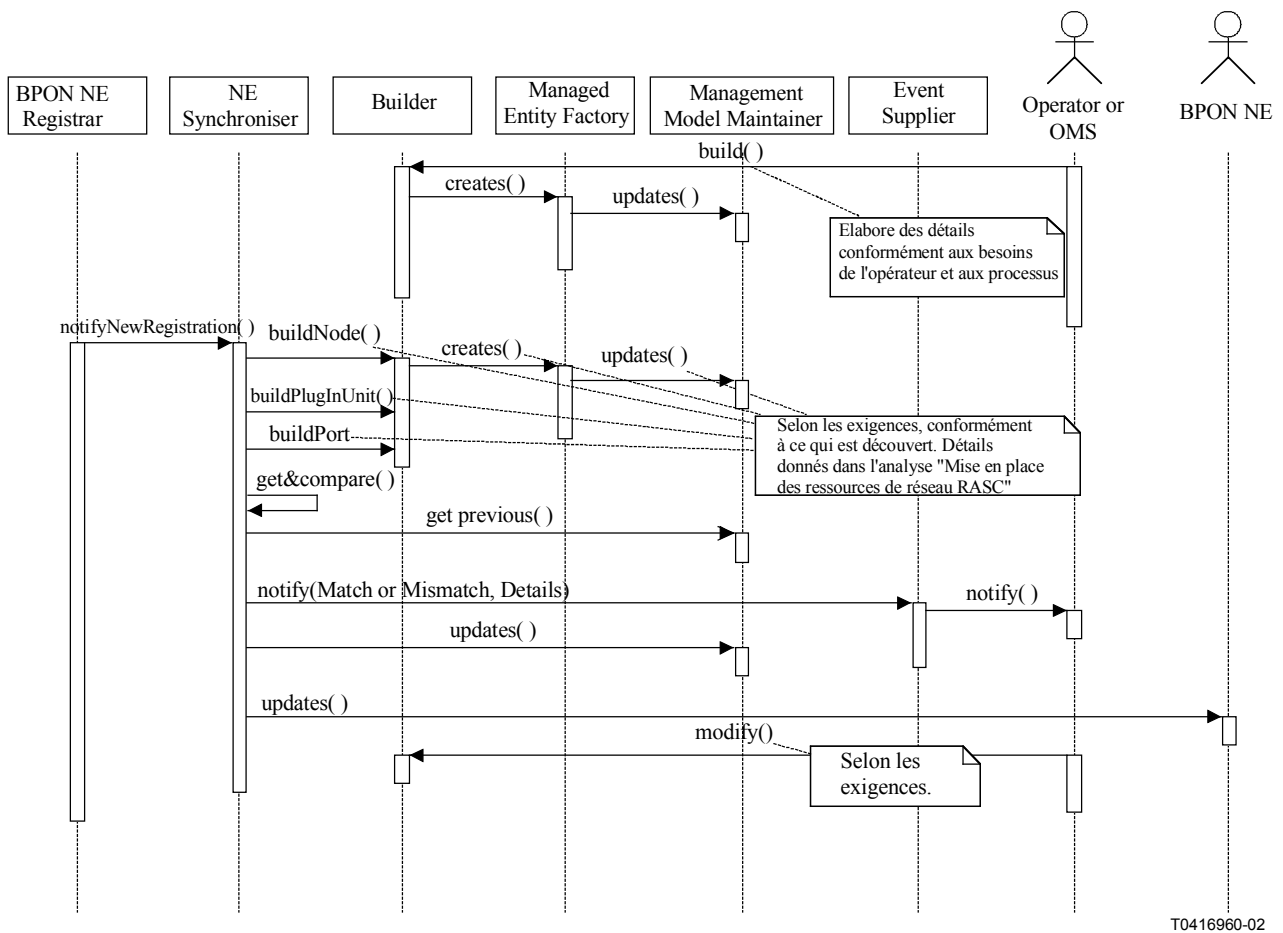 BPON NE
Registrar
NE
Synchroniser
Builder
Managed
Entity Factory
Management
Model Maintainer
Event
Supplier
Operator or
OMS
BPON NE
build( )
creates( )
updates( )
Elabore des détails
conformément aux besoins
de l'opérateur et aux processus
notifyNewRegistration( )
buildNode( )
creates( )
updates( )
buildPlugInUnit()
buildPort
Selon les exigences, conformément
à ce qui est découvert. Détails
donnés dans l'analyse "Mise en place
des ressources de réseau RASC"
get&compare( )
get previous( )
notify(Match or Mismatch, Details)
notify( )
updates( )
updates( )
modify()
Selon les
exigences.
T0416960-02